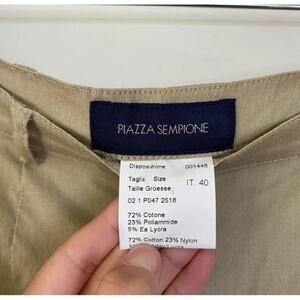 PIAZZA SEMPIONE
Disposizione 001446
Taglia Size IT. 40
Taille Groesse
02 1 P047 2516
72% Cotone
23% Poliammide
5% Ea Lycra
72% Cotton 23% Nylon